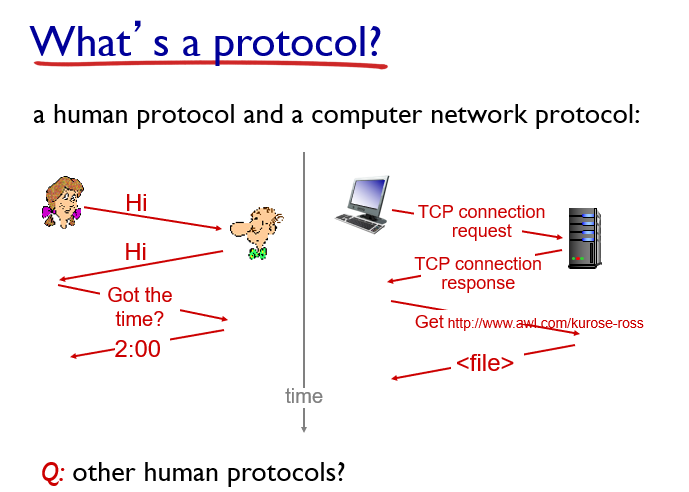 What's a protocol?
a human protocol and a computer network protocol:
Hi
Hi
Got the
time?
2:00
TCP connection
request
TCP connection
response
Get http://www.awl.com/kurose-ross
<file>
time
Q: other human protocols?